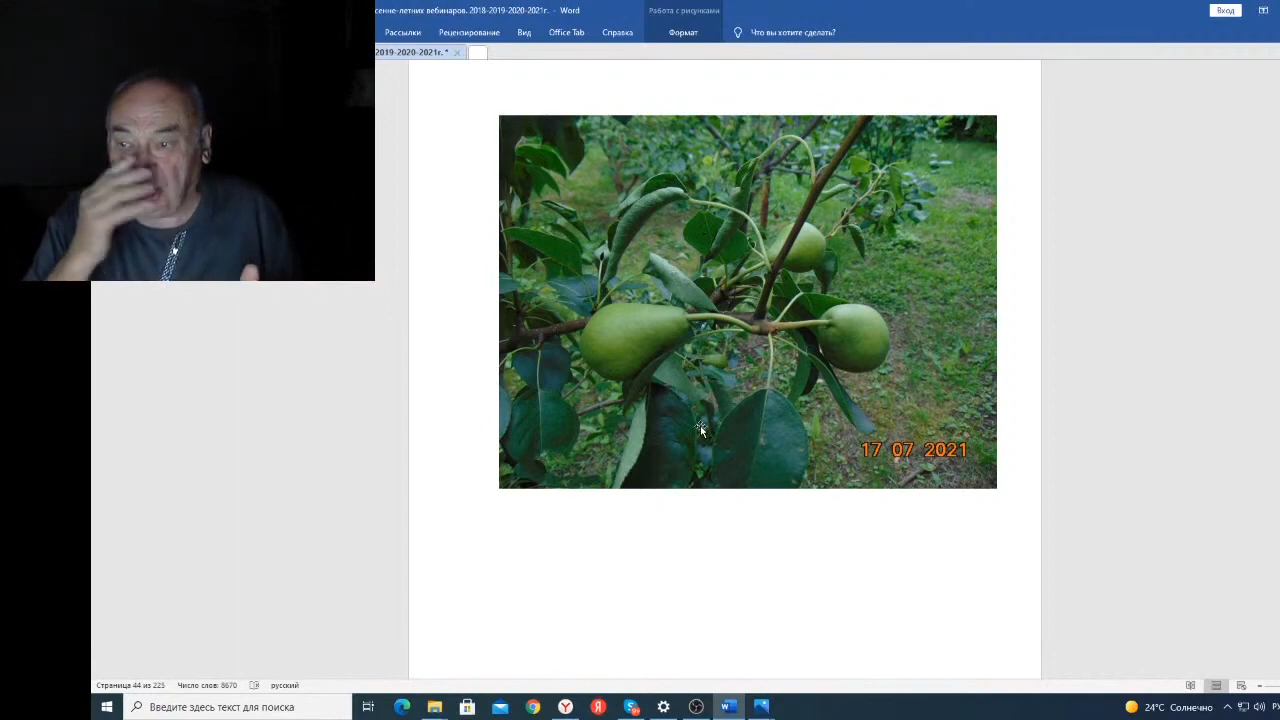 сенне-летних вебинаров. 2018-2019-2020-2021г. - Word
Работа с рисунками
Вход
Рассылки
Рецензирование
Вид
Office Tab
Справка
Формат
Что вы хотите сделать?
2019-2020-2021г. *
17 07 2021
Страница 44 из 225
Число слов: 8670
русский
Введите здесь текст для поиска
24°C Солнечно